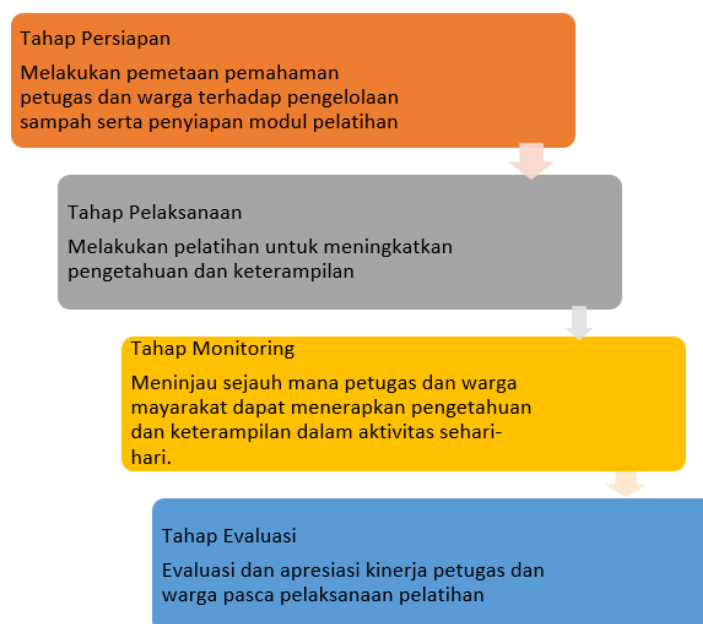 Tahap Persiapan
Melakukan pemetaan pemahaman
petugas dan warga terhadap pengelolaan
sampah serta penyiapan modul pelatihan
Tahap Pelaksanaan
Melakukan pelatihan untuk meningkatkan
pengetahuan dan keterampilan
Tahap Monitoring
Meninjau sejauh mana petugas dan warga
mayarakat dapat menerapkan pengetahuan
dan keterampilan dalam aktivitas sehari-
hari.
Tahap Evaluasi
Evaluasi dan apresiasi kinerja petugas dan
warga pasca pelaksanaan pelatihan